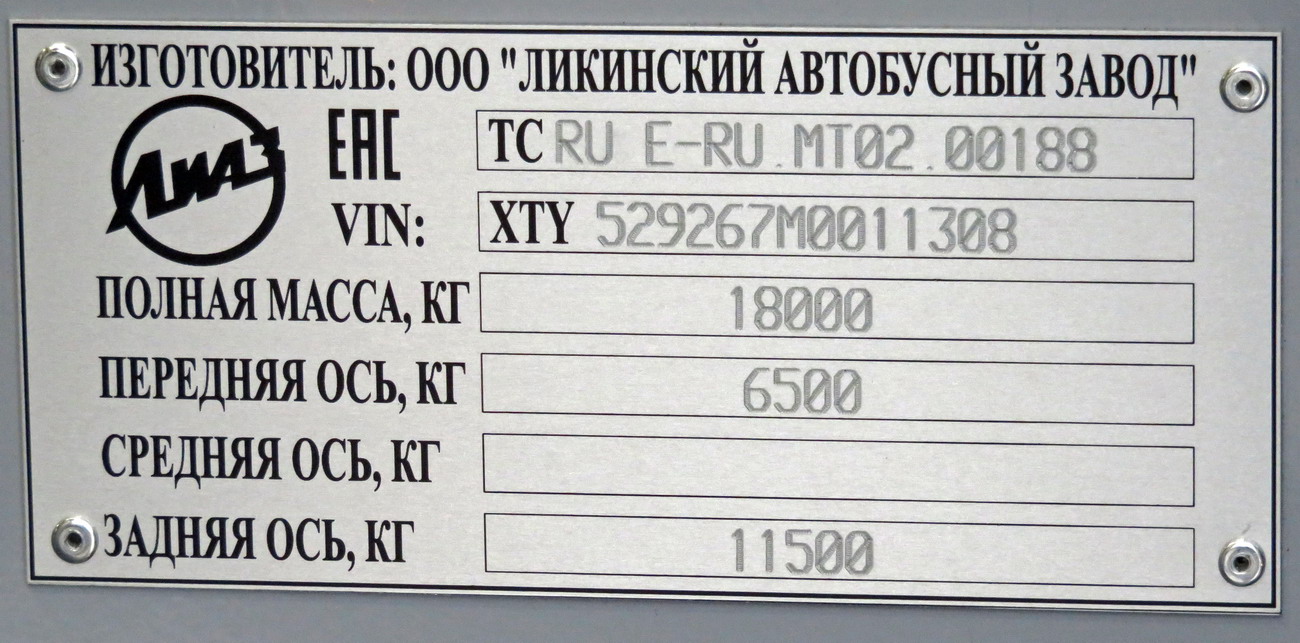 ИЗГОТОВИТЕЛЬ: ООО "ЛИКИНСКИЙ АВТОБУСНЫЙ ЗАВОД"
ЛиАЗ EAC ТС RU E-RU.MT02.00188
VIN: XTY 529267M0011308
ПОЛНАЯ МАССА, КГ 18000
ПЕРЕДНЯЯ ОСЬ, КГ 6500
СРЕДНЯЯ ОСЬ, КГ
ЗАДНЯЯ ОСЬ, КГ 11500